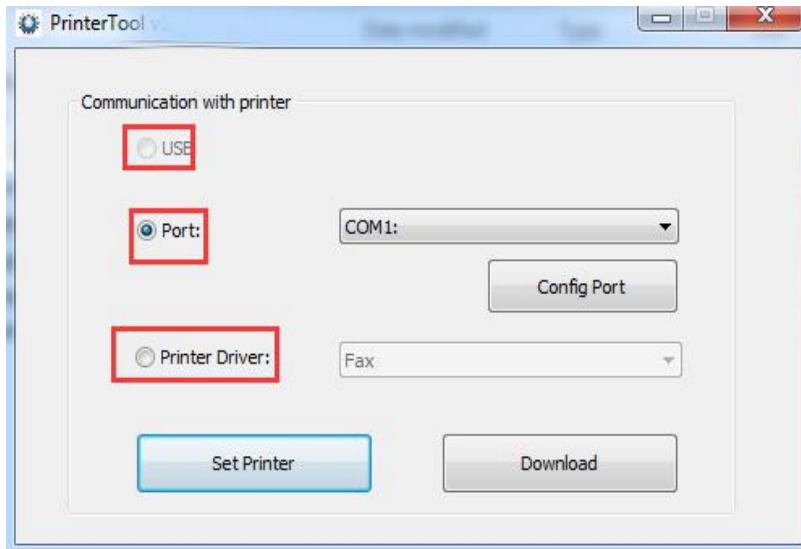 PrinterTool
Communication with printer
USB
Port:
COM1:
Config Port
Printer Driver:
Fax
Set Printer
Download